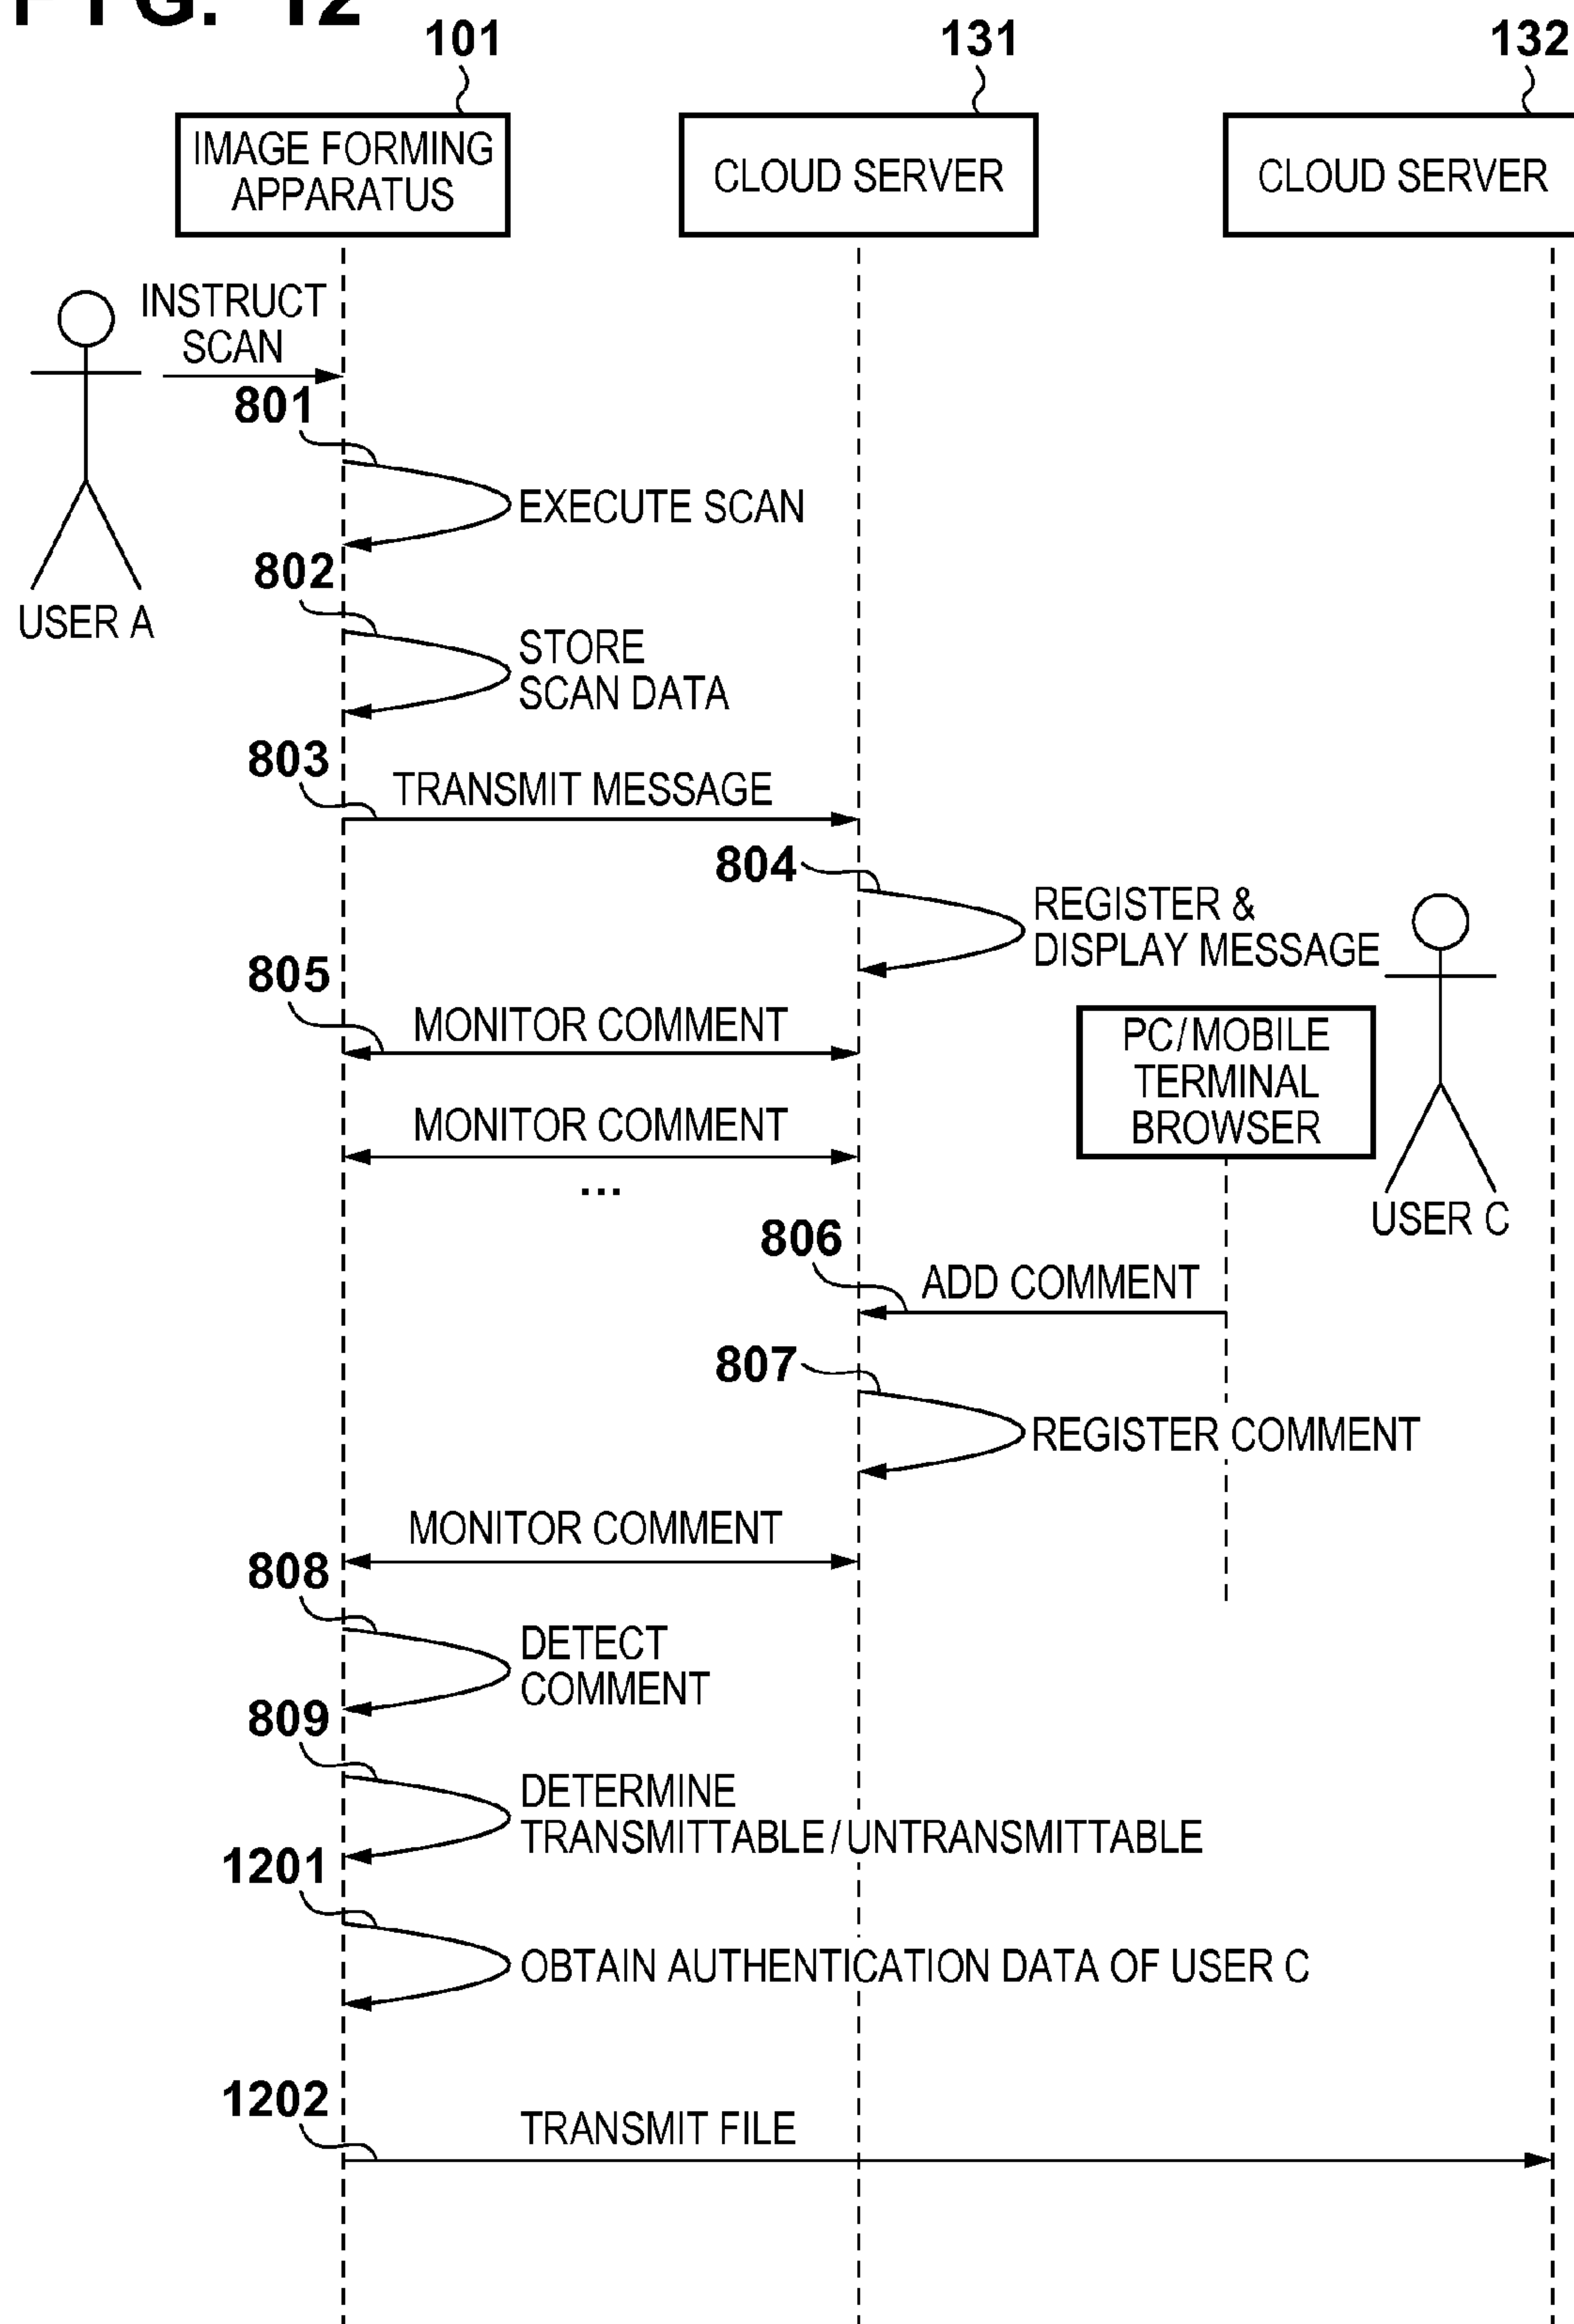 FIG. 12
101
131
132
IMAGE FORMING
APPARATUS
CLOUD SERVER
CLOUD SERVER
INSTRUCT
SCAN
801
EXECUTE SCAN
802
USER A
STORE
SCAN DATA
803
TRANSMIT MESSAGE
804
REGISTER &
DISPLAY MESSAGE
805
MONITOR COMMENT
PC/MOBILE
TERMINAL
BROWSER
MONITOR COMMENT
...
USER C
806
ADD COMMENT
807
REGISTER COMMENT
MONITOR COMMENT
808
DETECT
COMMENT
809
DETERMINE
TRANSMITTABLE/UNTRANSMITTABLE
1201
OBTAIN AUTHENTICATION DATA OF USER C
1202
TRANSMIT FILE